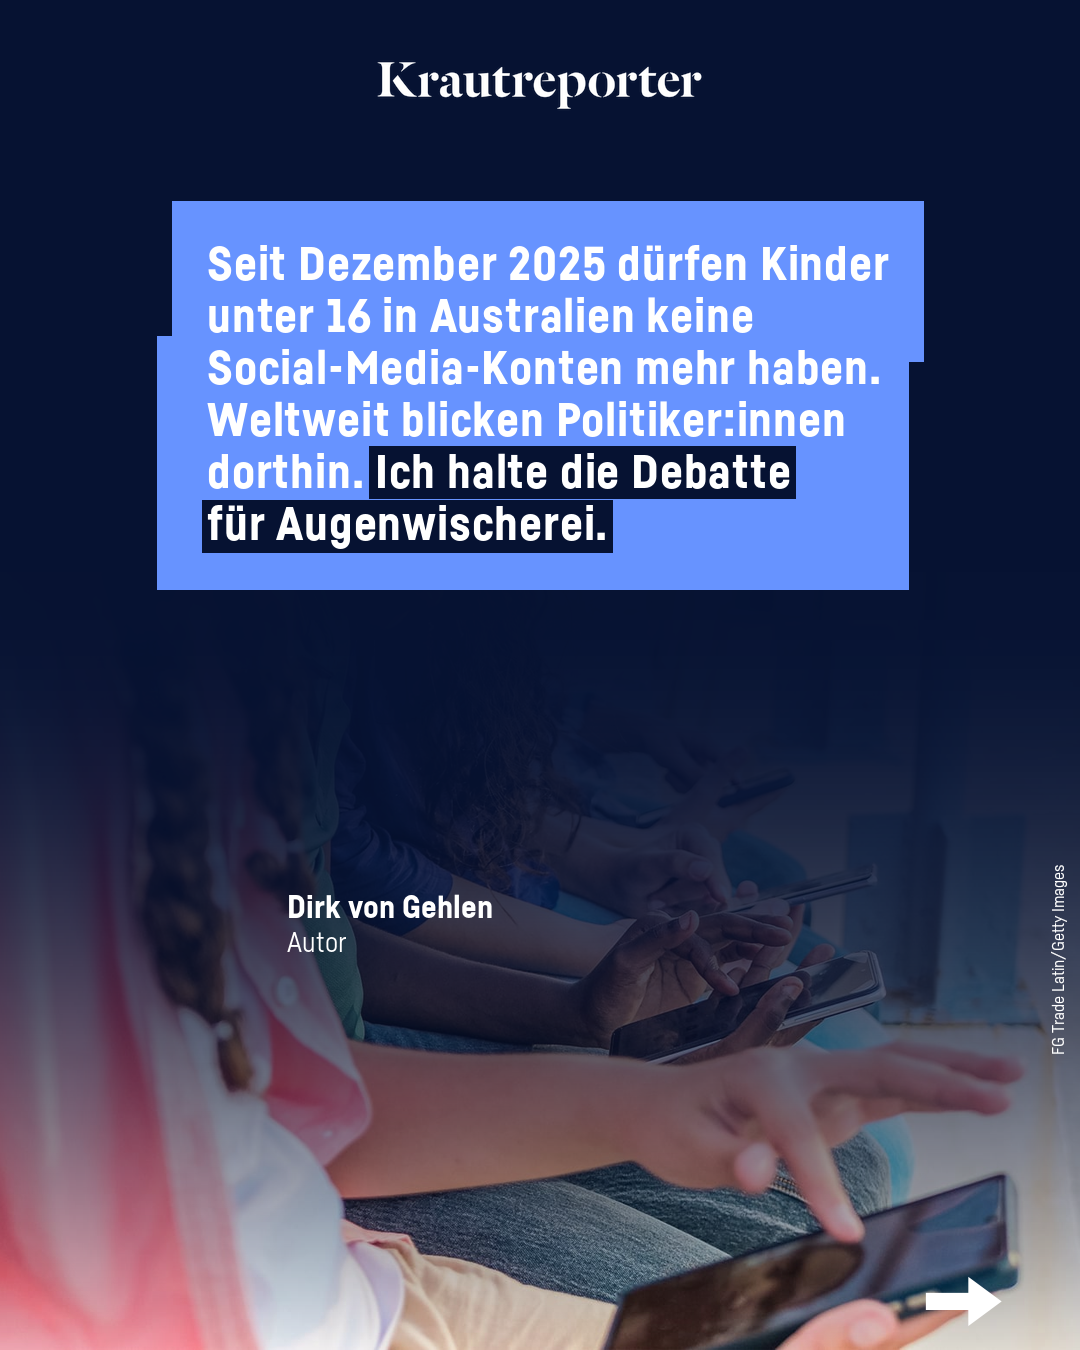 Krautreporter
Seit Dezember 2025 dürfen Kinder
unter 16 in Australien keine
Social-Media-Konten mehr haben.
Weltweit blicken Politiker:innen
dorthin. Ich halte die Debatte
für Augenwischerei.
Dirk von Gehlen
Autor
FG Trade Latin/Getty Images